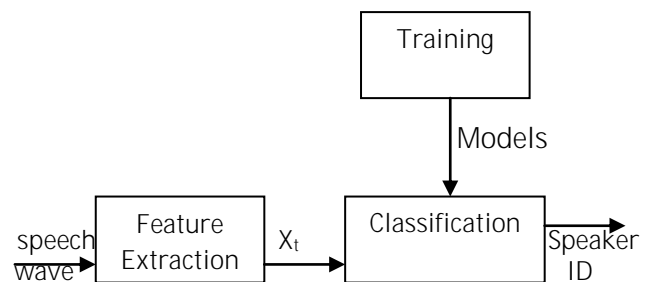 Training
Models
speech
wave
Feature
Extraction
Xt
Classification
Speaker
ID